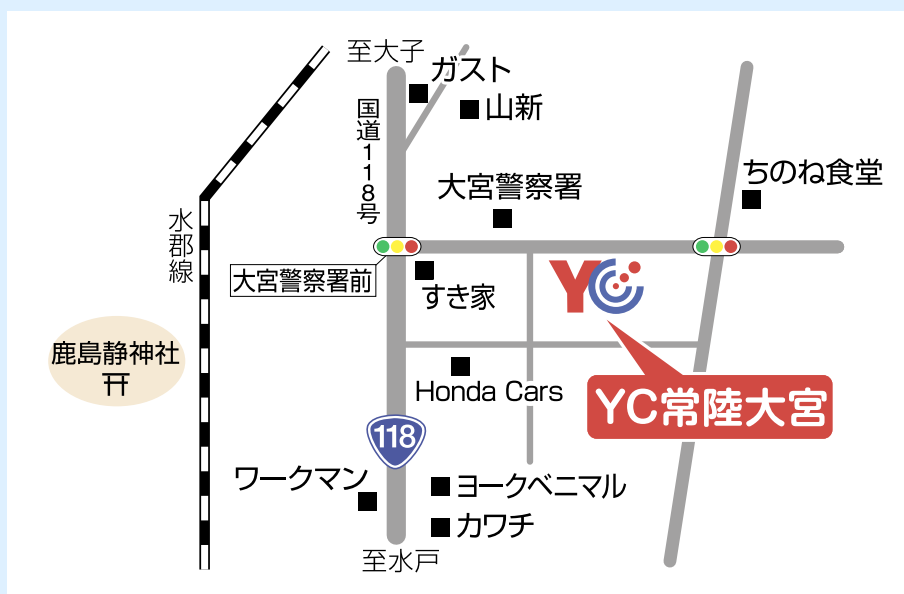 至大子
ガスト
山新
国道118号
大宮警察署
ちのね食堂
水郡線
大宮警察署前
すき家
YC
鹿島静神社
Honda Cars
YC常陸大宮
118
ワークマン
ヨークベニマル
カワチ
至水戸